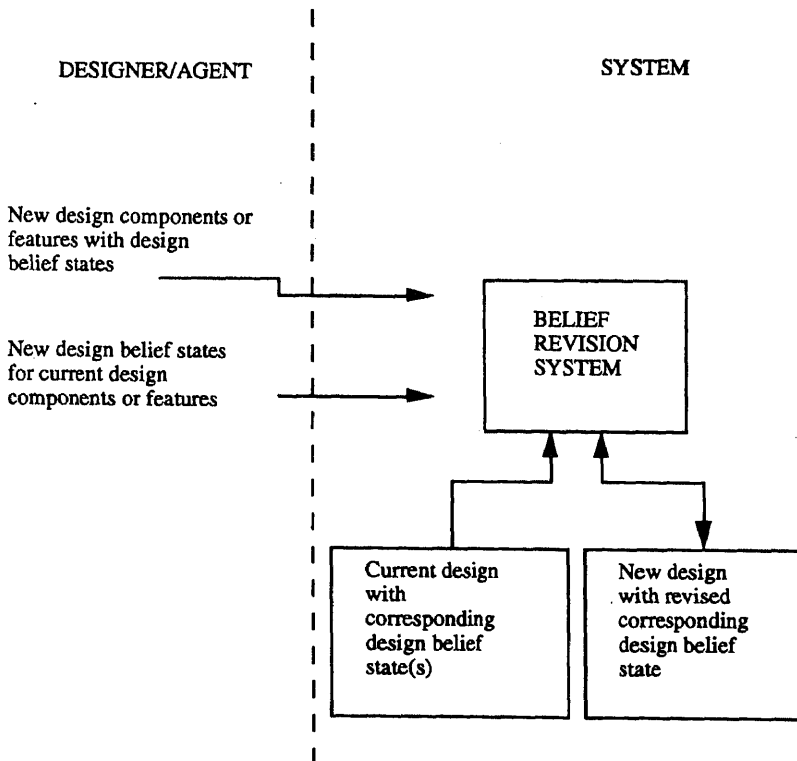 DESIGNER/AGENT
SYSTEM
New design components or
features with design
belief states
New design belief states
for current design
components or features
BELIEF
REVISION
SYSTEM
Current design
with
corresponding
design belief
state(s)
New design
with revised
corresponding
design belief
state